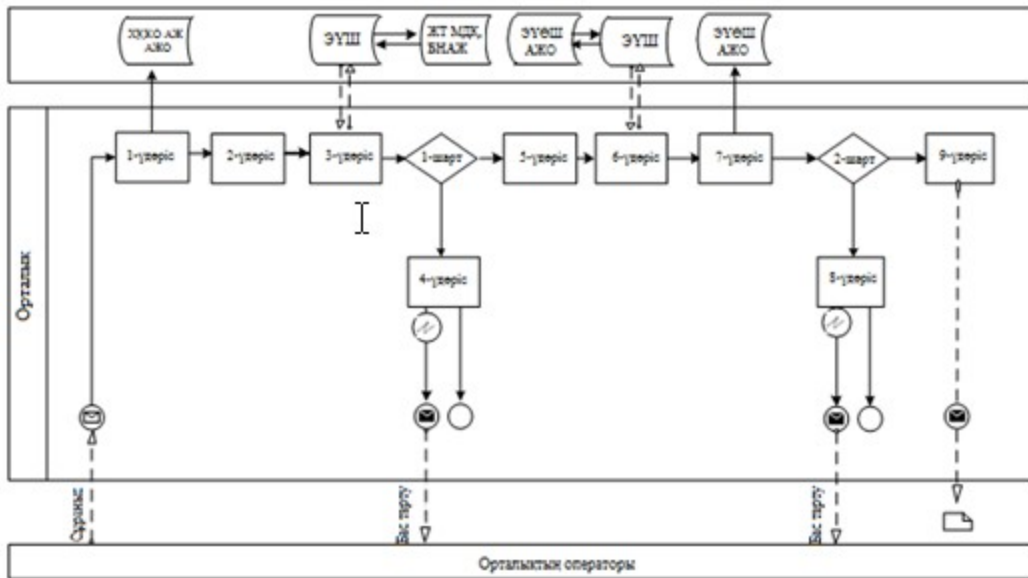 ХҚКО АЖ
АЖО
ЭҮШ
ЖТ МДҚ,
БНАЖ
ЭҮӨШ
АЖО
ЭҮШ
ЭҮӨШ
АЖО
1-үдеріс
2-үдеріс
3-үдеріс
1-шарт
5-үдеріс
6-үдеріс
7-үдеріс
2-шарт
9-үдеріс
4-үдеріс
8-үдеріс
Орталық
Сұраныс
Бас тарту
Бас тарту
Орталықтың операторы